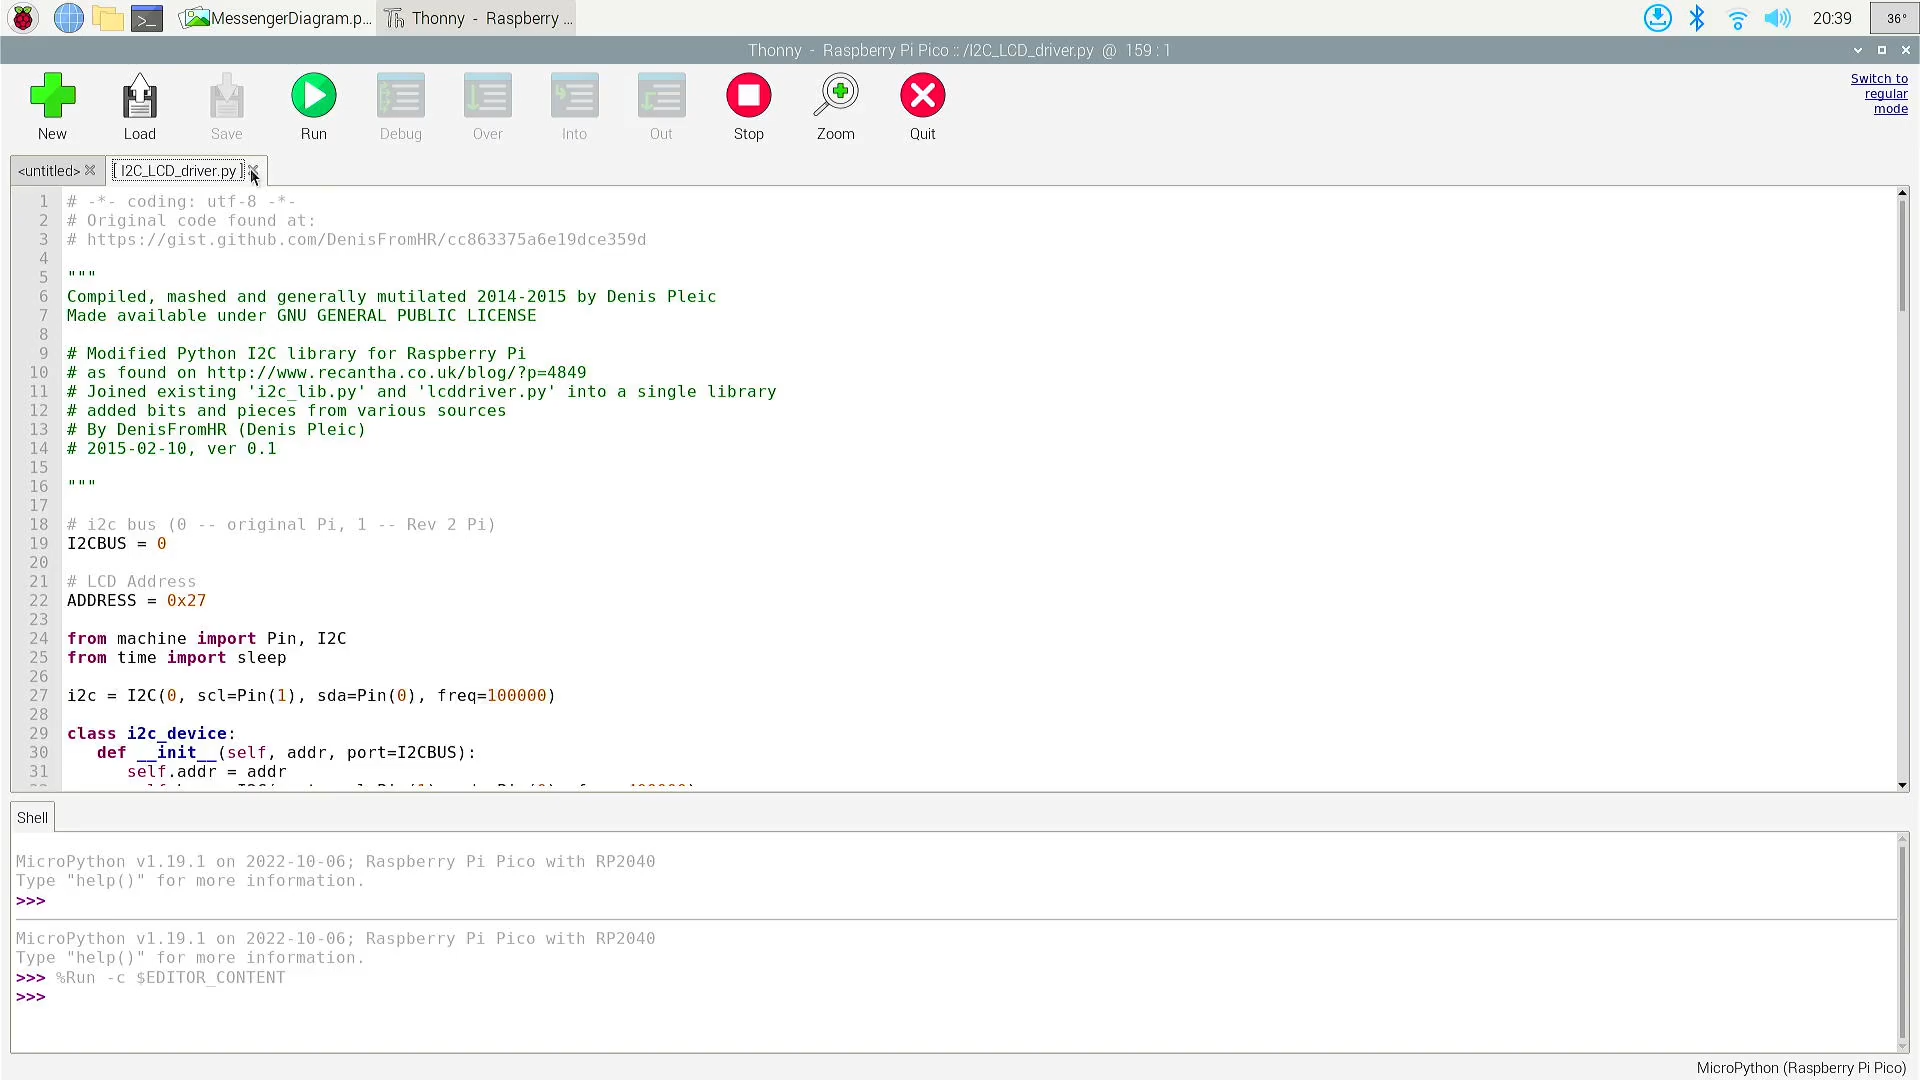 MessengerDiagram.p...
Thonny - Raspberry ...
20:39
36°
Thonny - Raspberry Pi Pico :: /I2C_LCD_driver.py @ 159 : 1
New
Load
Save
Run
Debug
Over
Into
Out
Stop
Zoom
Quit
Switch to
regular
mode
<untitled>
[ I2C_LCD_driver.py ]
1 # -*- coding: utf-8 -*-
2 # Original code found at:
3 # https://gist.github.com/DenisFromHR/cc863375a6e19dce359d
4
5 """
6 Compiled, mashed and generally mutilated 2014-2015 by Denis Pleic
7 Made available under GNU GENERAL PUBLIC LICENSE
8
9 # Modified Python I2C library for Raspberry Pi
10 # as found on http://www.recantha.co.uk/blog/?p=4849
11 # Joined existing 'i2c_lib.py' and 'lcddriver.py' into a single library
12 # added bits and pieces from various sources
13 # By DenisFromHR (Denis Pleic)
14 # 2015-02-10, ver 0.1
15
16 """
17
18 # i2c bus (0 -- original Pi, 1 -- Rev 2 Pi)
19 I2CBUS = 0
20
21 # LCD Address
22 ADDRESS = 0x27
23
24 from machine import Pin, I2C
25 from time import sleep
26
27 i2c = I2C(0, scl=Pin(1), sda=Pin(0), freq=100000)
28
29 class i2c_device:
30 def __init__(self, addr, port=I2CBUS):
31 self.addr = addr
Shell
MicroPython v1.19.1 on 2022-10-06; Raspberry Pi Pico with RP2040
Type "help()" for more information.
>>>
MicroPython v1.19.1 on 2022-10-06; Raspberry Pi Pico with RP2040
Type "help()" for more information.
>>> %Run -c $EDITOR_CONTENT
>>>
MicroPython (Raspberry Pi Pico)